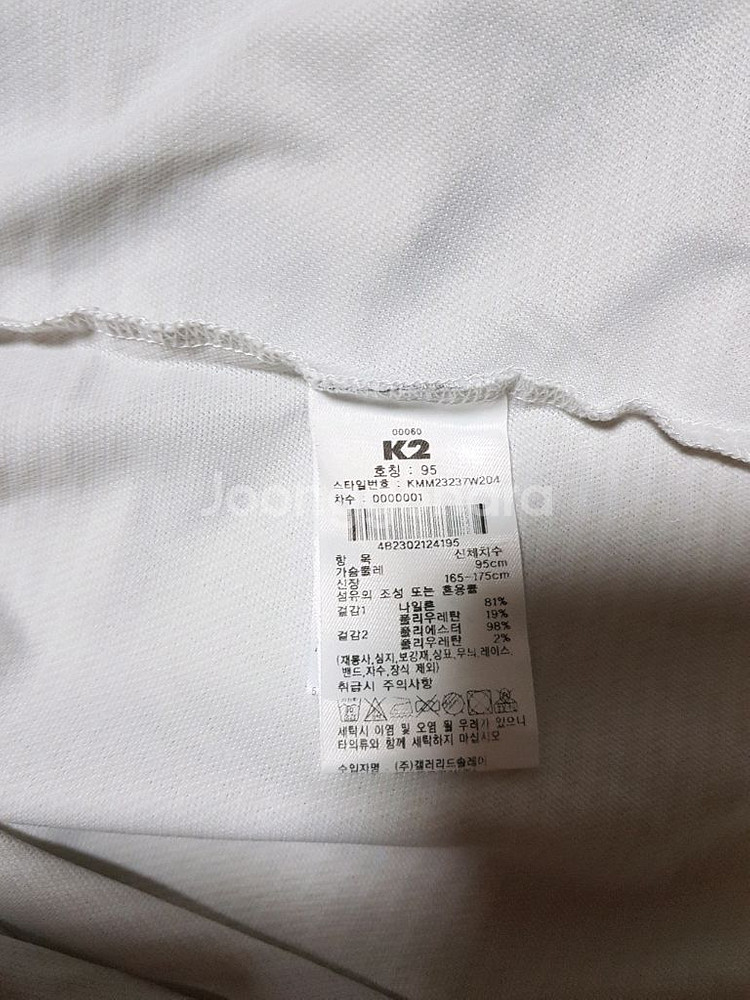 00060
K2
호칭 : 95
스타일번호 : KMM23237W204
차수 : 0000001
4B2302124195
항 목 신체치수
가슴둘레 95cm
신장 165-175cm
섬유의 조성 또는 혼용률
겉감1 나일론 81%
폴리우레탄 19%
겉감2 폴리에스터 98%
폴리우레탄 2%
(재봉사,심지,보강재,상표,무늬,레이스,
밴드,자수,장식 제외)
취급시 주의사항
세탁시 이염 및 오염 될 우려가 있으니
타의류와 함께 세탁하지 마십시오
수입자명 : (주)갤러리드솔레이